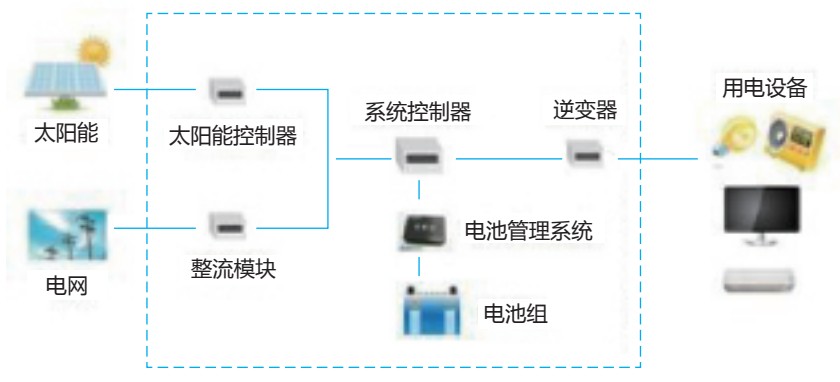 太阳能
太阳能控制器
系统控制器
逆变器
用电设备
电网
整流模块
电池管理系统
电池组